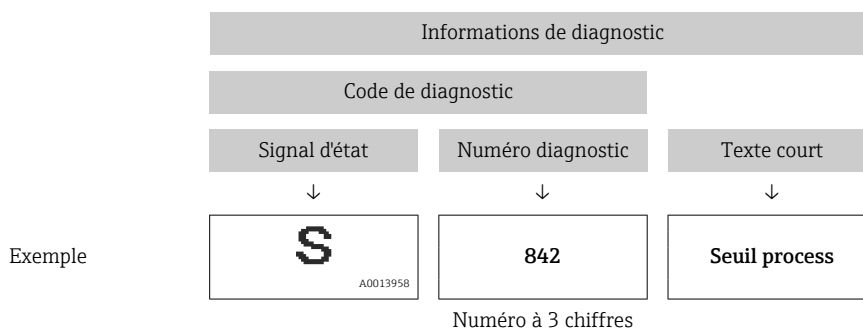 Informations de diagnostic
Code de diagnostic
Signal d'état Numéro diagnostic Texte court
↓ ↓ ↓
Exemple S 842 Seuil process
A0013958
Numéro à 3 chiffres